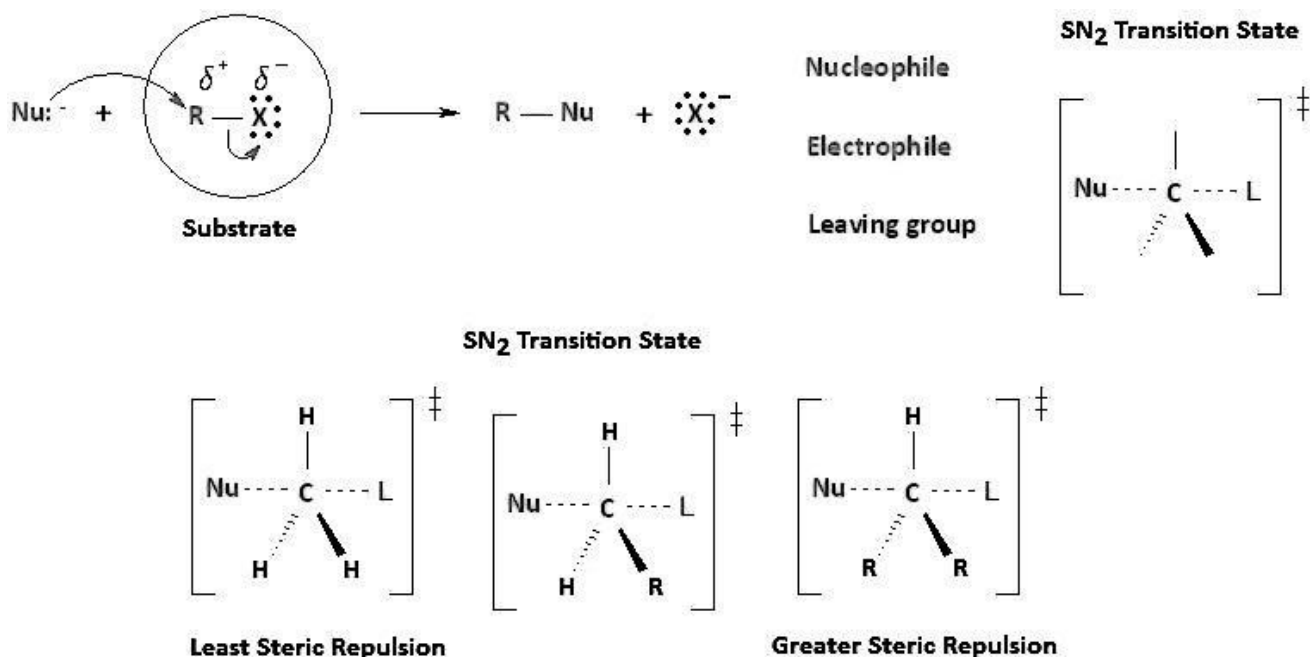 SN2 Transition State
δ+ δ−
Nu:- + R — X R — Nu + X−
Substrate
Nucleophile
Electrophile
Leaving group
‡
Nu C L
SN2 Transition State
‡ ‡ ‡
H H H
Nu C L Nu C L Nu C L
H H H R R R
Least Steric Repulsion Greater Steric Repulsion